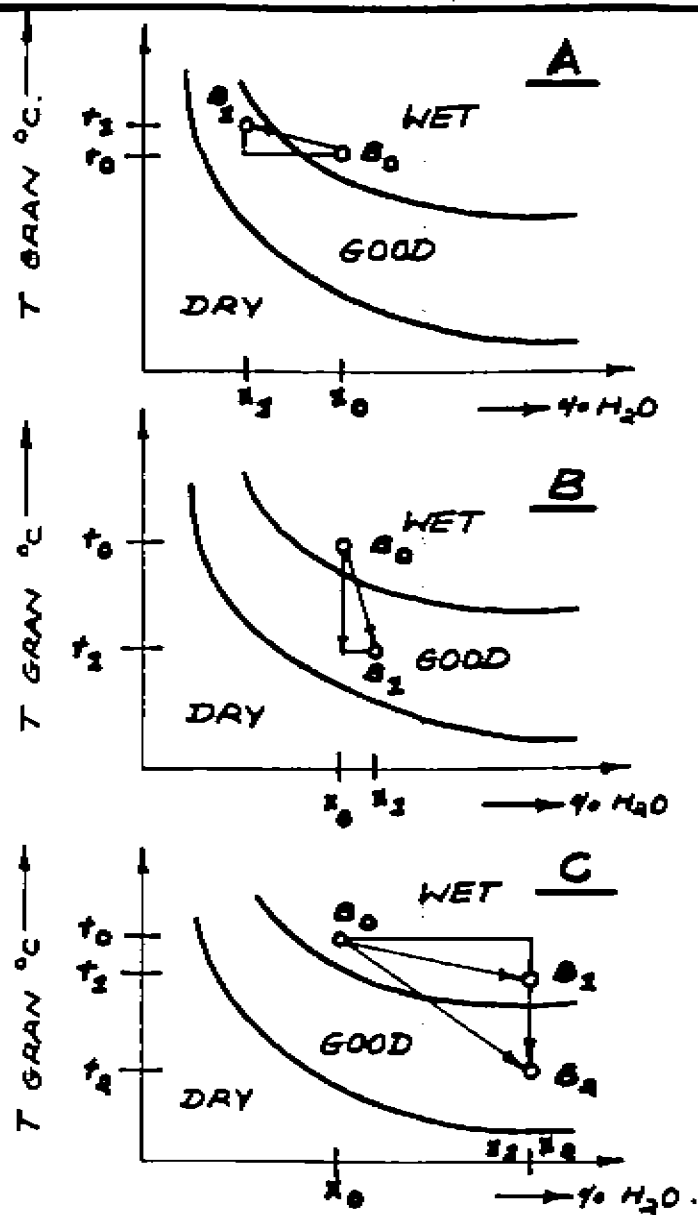 A
T GRAN °C.
t1
t0
B1
B0
WET
GOOD
DRY
x1
x0
% H2O
B
T GRAN °C
t0
t1
WET
B0
B1
GOOD
DRY
x0
x1
% H2O
C
T GRAN °C
t0
t1
t2
B0
WET
B1
B2
GOOD
DRY
x0
x1 x2
% H2O.